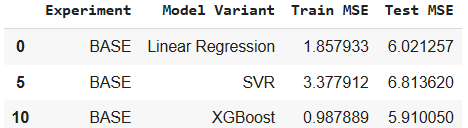 Experiment Model Variant Train MSE Test MSE
0 BASE Linear Regression 1.857933 6.021257
5 BASE SVR 3.377912 6.813620
10 BASE XGBoost 0.987889 5.910050